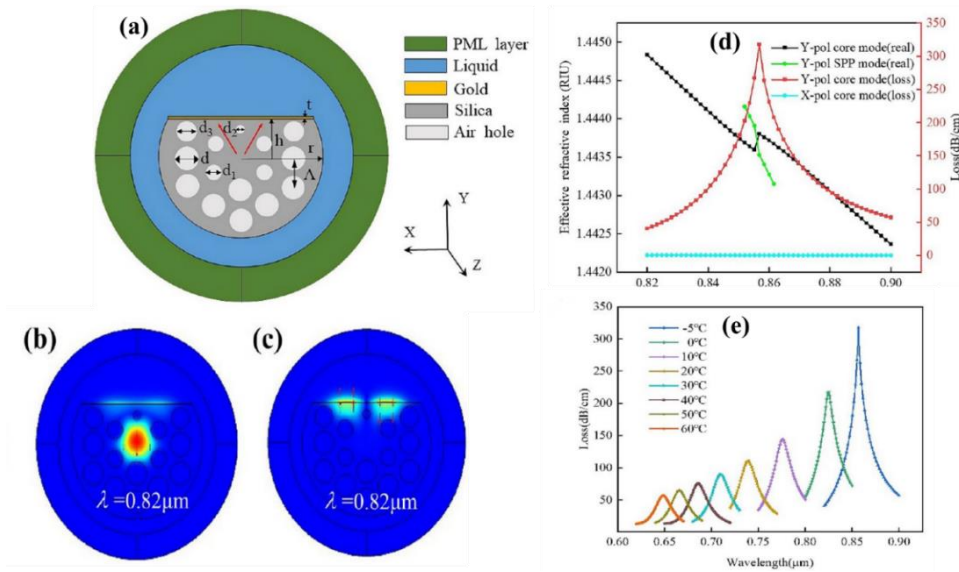 (a)
PML layer
Liquid
Gold
Silica
Air hole
t
d₃
d₂
h
d
r
d₁
Λ
Y
X
Z
(b)
λ =0.82μm
(c)
λ =0.82μm
(d)
Y-pol core mode(real)
Y-pol SPP mode(real)
Y-pol core mode(loss)
X-pol core mode(loss)
Effective refractive index (RIU)
1.4450
1.4445
1.4440
1.4435
1.4430
1.4425
1.4420
0.82
0.84
0.86
0.88
0.90
350
300
250
200
150
100
50
0
Loss(dB/cm)
(e)
-5°C
0°C
10°C
20°C
30°C
40°C
50°C
60°C
Loss(dB/cm)
350
300
250
200
150
100
50
0.60
0.65
0.70
0.75
0.80
0.85
0.90
Wavelength(μm)